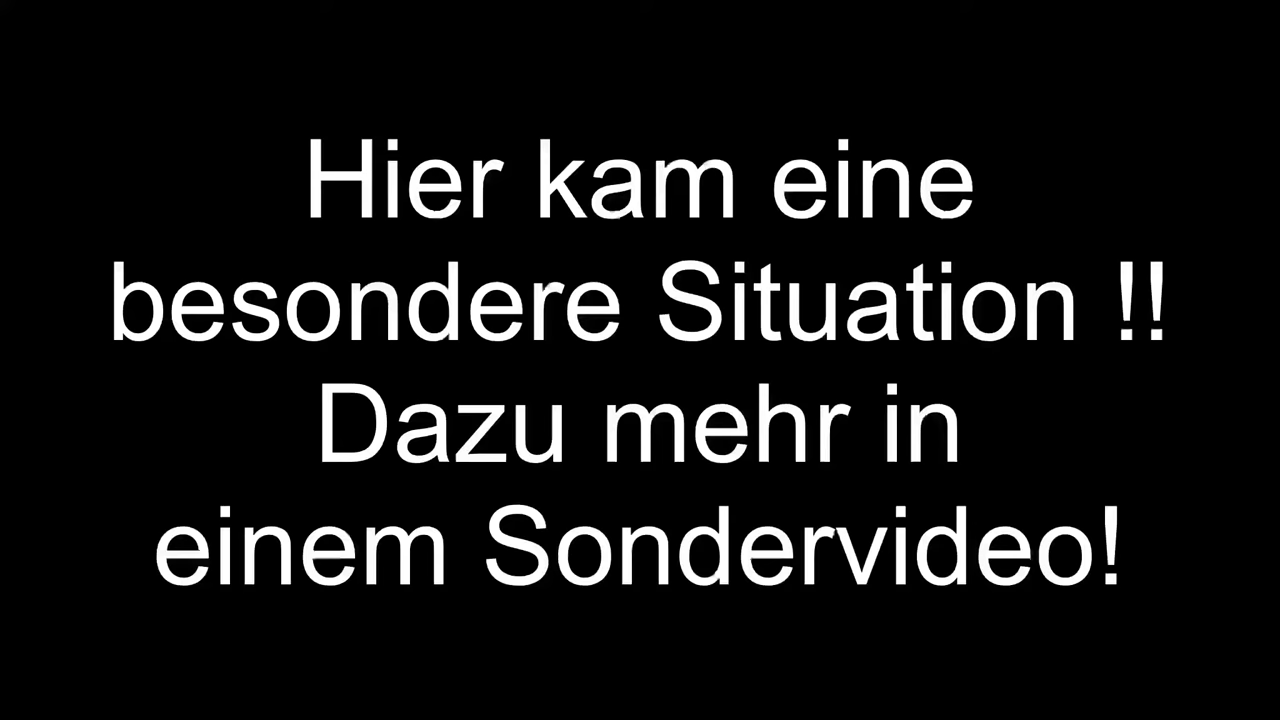 Hier kam eine
besondere Situation !!
Dazu mehr in
einem Sondervideo!